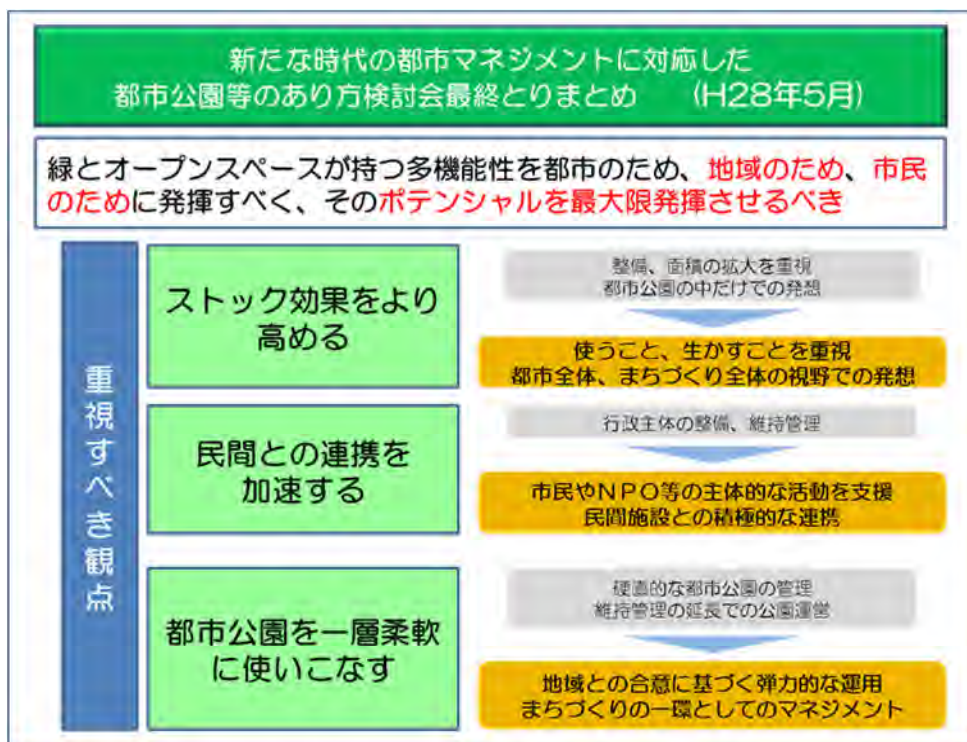 新たな時代の都市マネジメントに対応した
都市公園等のあり方検討会最終とりまとめ　（H28年5月）
緑とオープンスペースが持つ多機能性を都市のため、地域のため、市民
のために発揮すべく、そのポテンシャルを最大限発揮させるべき
重視すべき観点
ストック効果をより
高める
整備、面積の拡大を重視
都市公園の中だけでの発想
使うこと、生かすことを重視
都市全体、まちづくり全体の視野での発想
民間との連携を
加速する
行政主体の整備、維持管理
市民やＮＰＯ等の主体的な活動を支援
民間施設との積極的な連携
都市公園を一層柔軟
に使いこなす
硬直的な都市公園の管理
維持管理の延長での公園運営
地域との合意に基づく弾力的な運用
まちづくりの一環としてのマネジメント